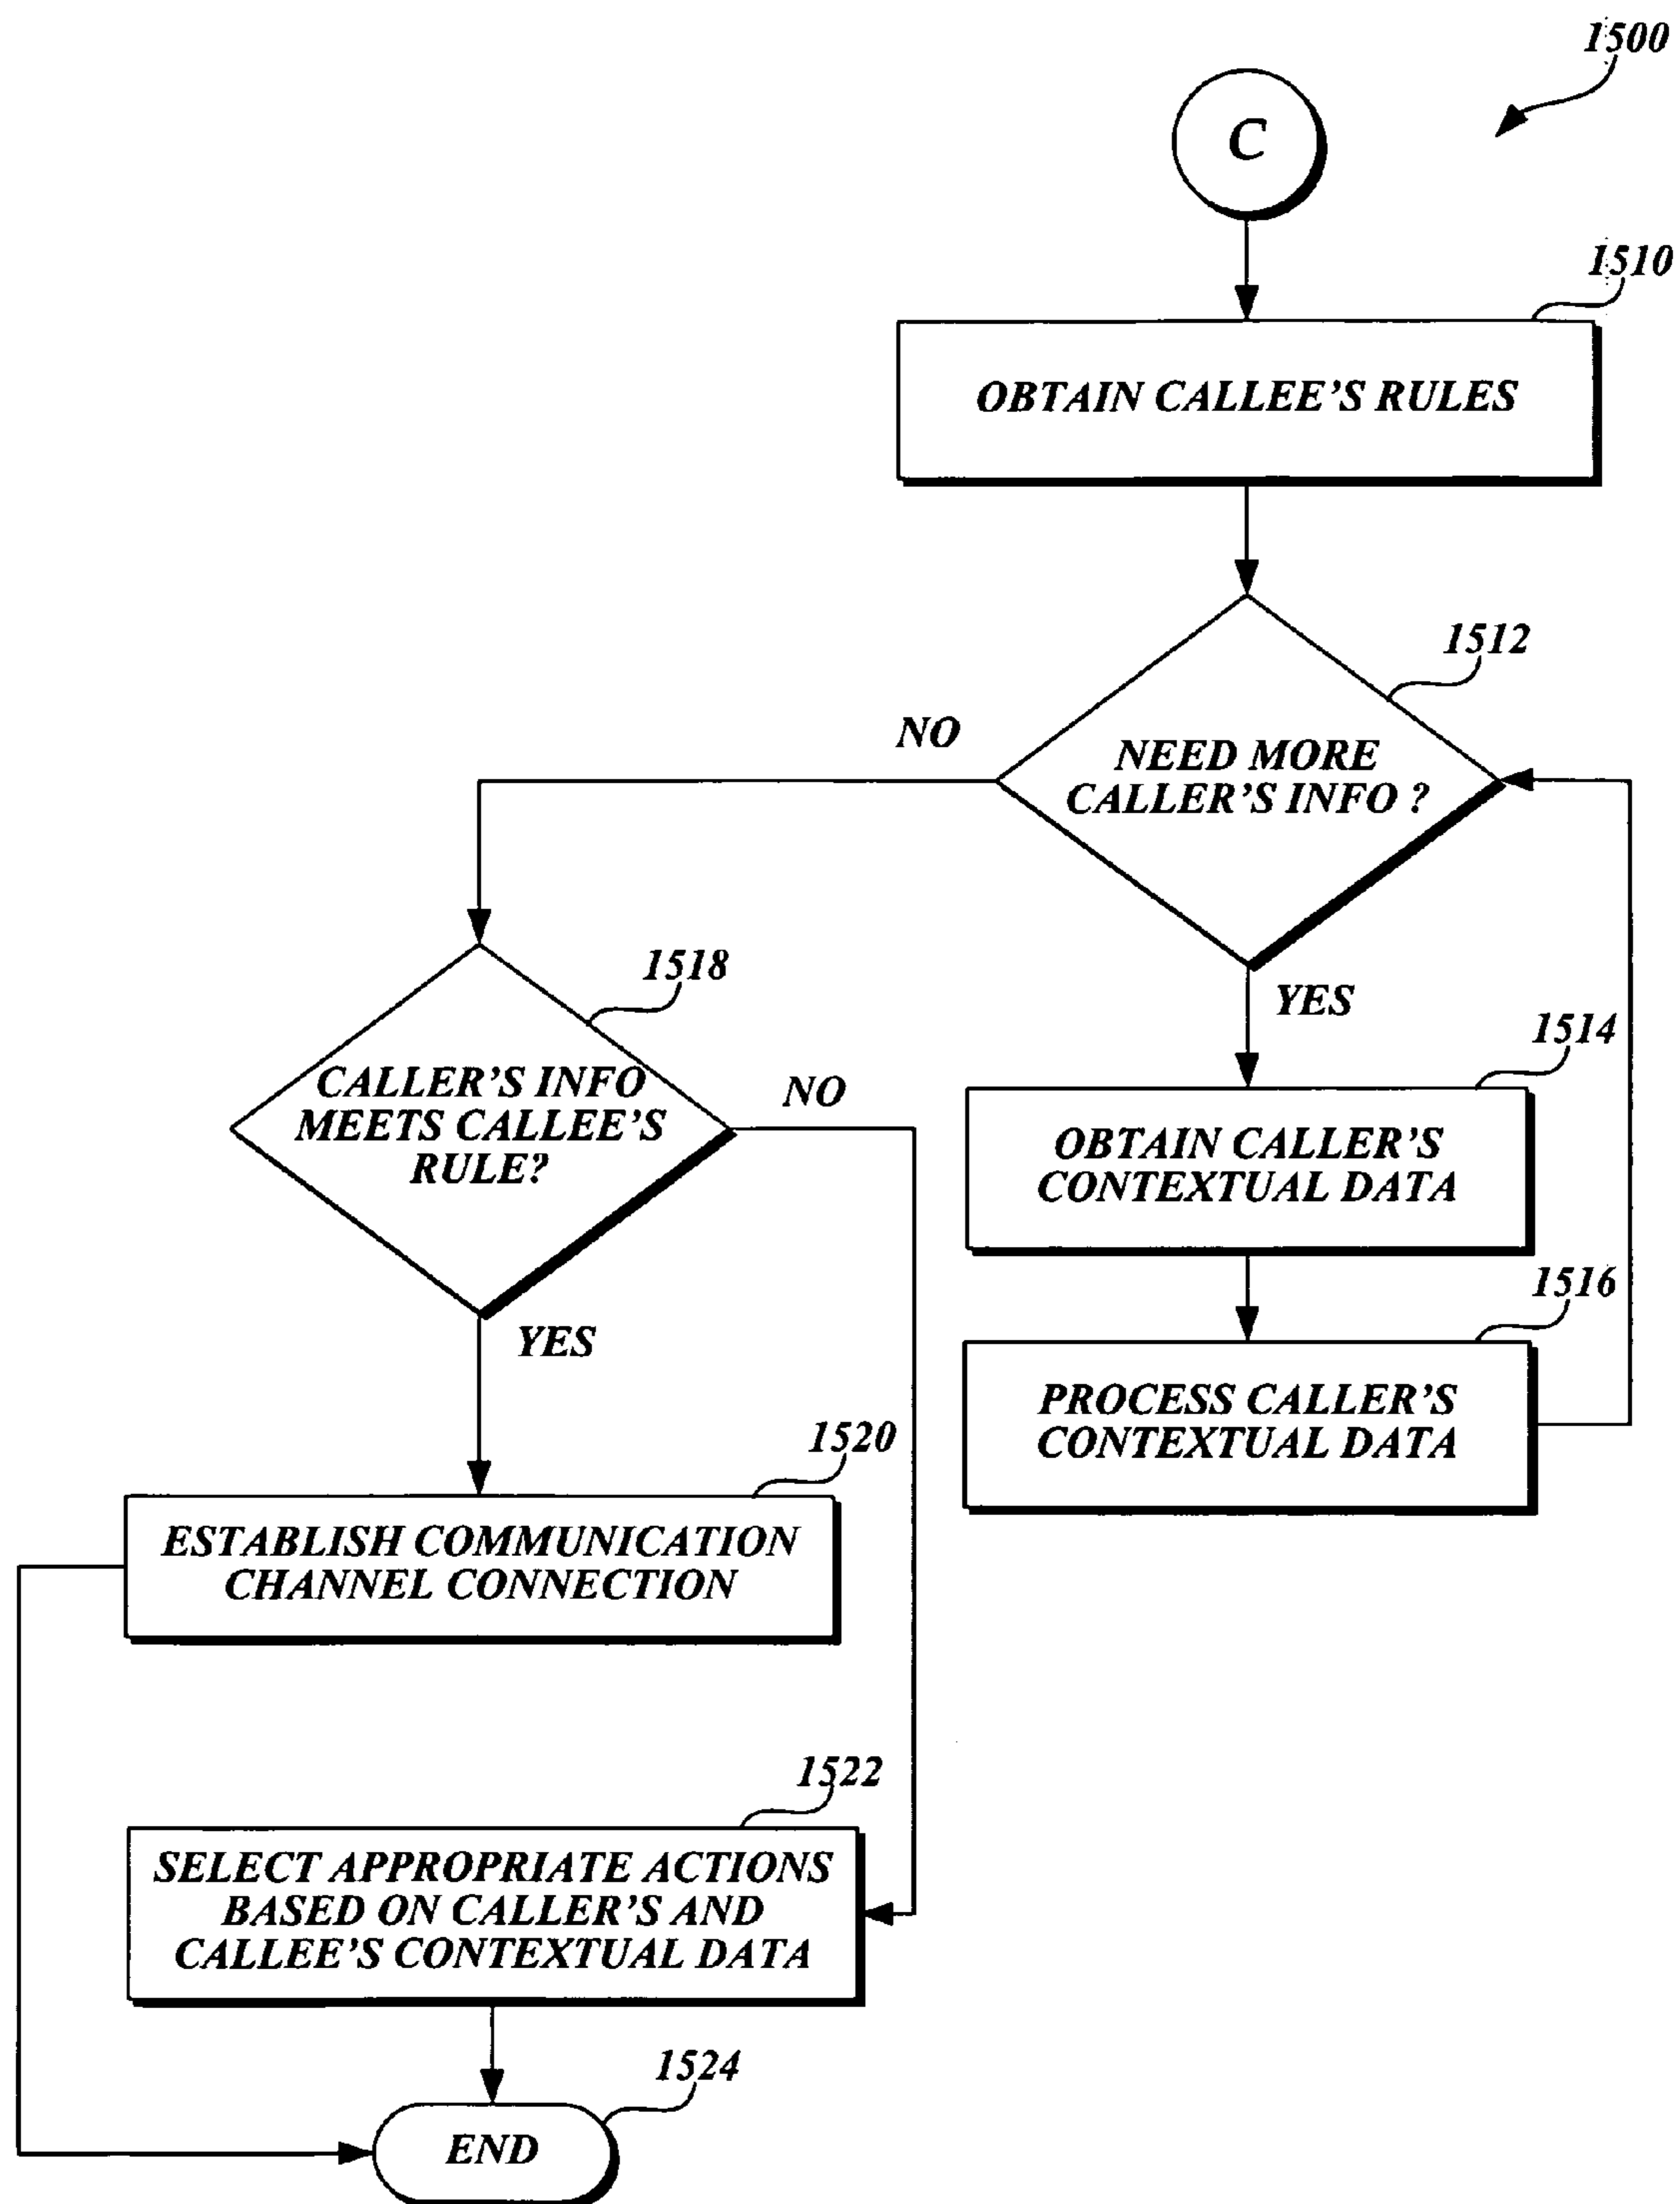 1500
C
1510
OBTAIN CALLEE'S RULES
1512
NO
NEED MORE
CALLER'S INFO ?
YES
1518
CALLER'S INFO
MEETS CALLEE'S
RULE?
NO
YES
1514
OBTAIN CALLER'S
CONTEXTUAL DATA
1516
PROCESS CALLER'S
CONTEXTUAL DATA
1520
ESTABLISH COMMUNICATION
CHANNEL CONNECTION
1522
SELECT APPROPRIATE ACTIONS
BASED ON CALLER'S AND
CALLEE'S CONTEXTUAL DATA
1524
END